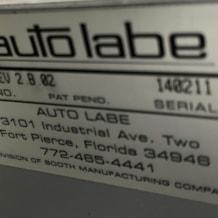 auto labe
EV 2.8.02 140211
NO. PAT PEND. SERIAL
AUTO LABE
3101 Industrial Ave. Two
Fort Pierce, Florida 34946
772-465-4441
DIVISION OF BOOTH MANUFACTURING COMPA